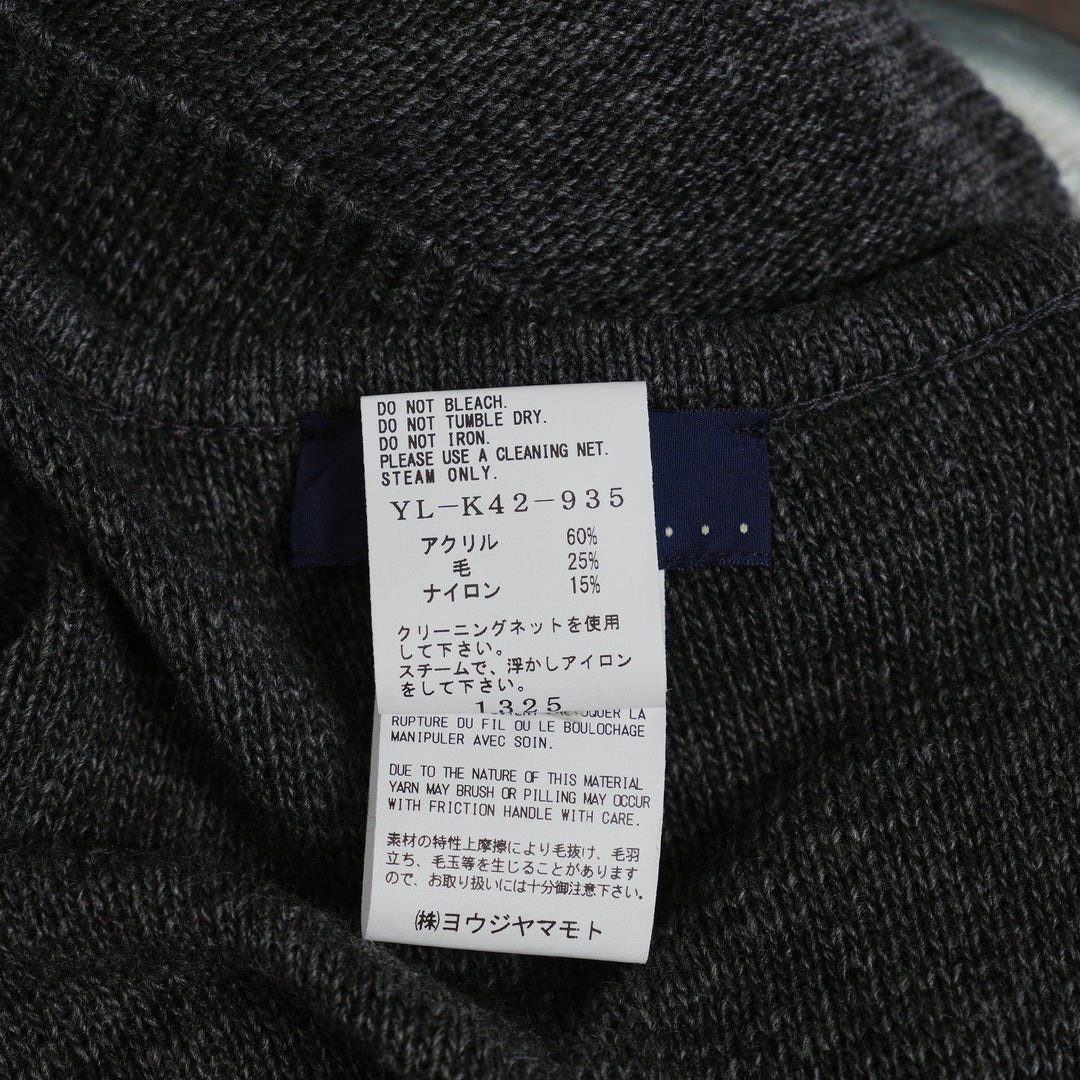 DO NOT BLEACH.
DO NOT TUMBLE DRY.
DO NOT IRON.
PLEASE USE A CLEANING NET.
STEAM ONLY.
YL-K42-935
アクリル 60%
毛 25%
ナイロン 15%
クリーニングネットを使用
して下さい。
スチームで、浮かしアイロン
をして下さい。
1325
LA
RUPTURE DU FIL OU LE BOULOCHAGE
MANIPULER AVEC SOIN.
DUE TO THE NATURE OF THIS MATERIAL
YARN MAY BRUSH OR PILLING MAY OCCUR
WITH FRICTION HANDLE WITH CARE.
素材の特性上摩擦により毛抜け、毛羽
立ち、毛玉等を生じることがあります
ので、お取り扱いには十分御注意下さい。
㈱ヨウジヤマモト